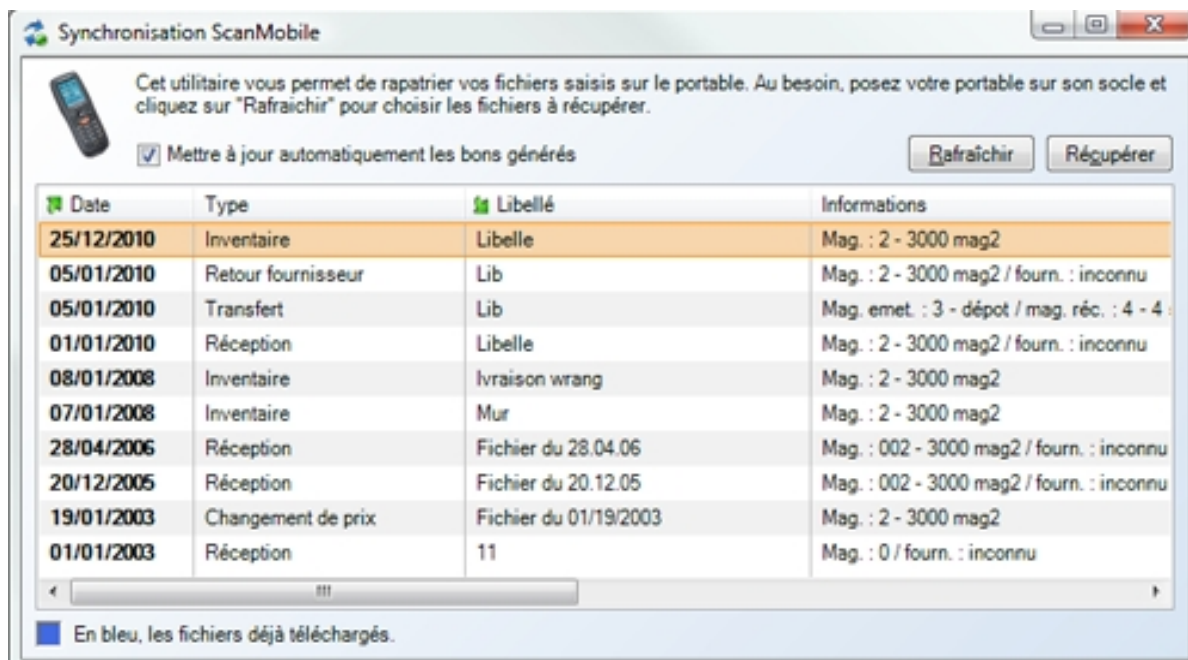 Synchronisation ScanMobile
Cet utilitaire vous permet de rapatrier vos fichiers saisis sur le portable. Au besoin, posez votre portable sur son socle et
cliquez sur "Rafraichir" pour choisir les fichiers à récupérer.
Mettre à jour automatiquement les bons générés
Rafraîchir Récupérer
Date Type Libellé Informations
25/12/2010 Inventaire Libelle Mag. : 2 - 3000 mag2
05/01/2010 Retour fournisseur Lib Mag. : 2 - 3000 mag2 / fourn. : inconnu
05/01/2010 Transfert Lib Mag. emet. : 3 - dépot / mag. réc. : 4 - 4
01/01/2010 Réception Libelle Mag. : 2 - 3000 mag2 / fourn. : inconnu
08/01/2008 Inventaire Ivraison wrang Mag. : 2 - 3000 mag2
07/01/2008 Inventaire Mur Mag. : 2 - 3000 mag2
28/04/2006 Réception Fichier du 28.04.06 Mag. : 002 - 3000 mag2 / fourn. : inconnu
20/12/2005 Réception Fichier du 20.12.05 Mag. : 002 - 3000 mag2 / fourn. : inconnu
19/01/2003 Changement de prix Fichier du 01/19/2003 Mag. : 2 - 3000 mag2
01/01/2003 Réception 11 Mag. : 0 / fourn. : inconnu
En bleu, les fichiers déjà téléchargés.